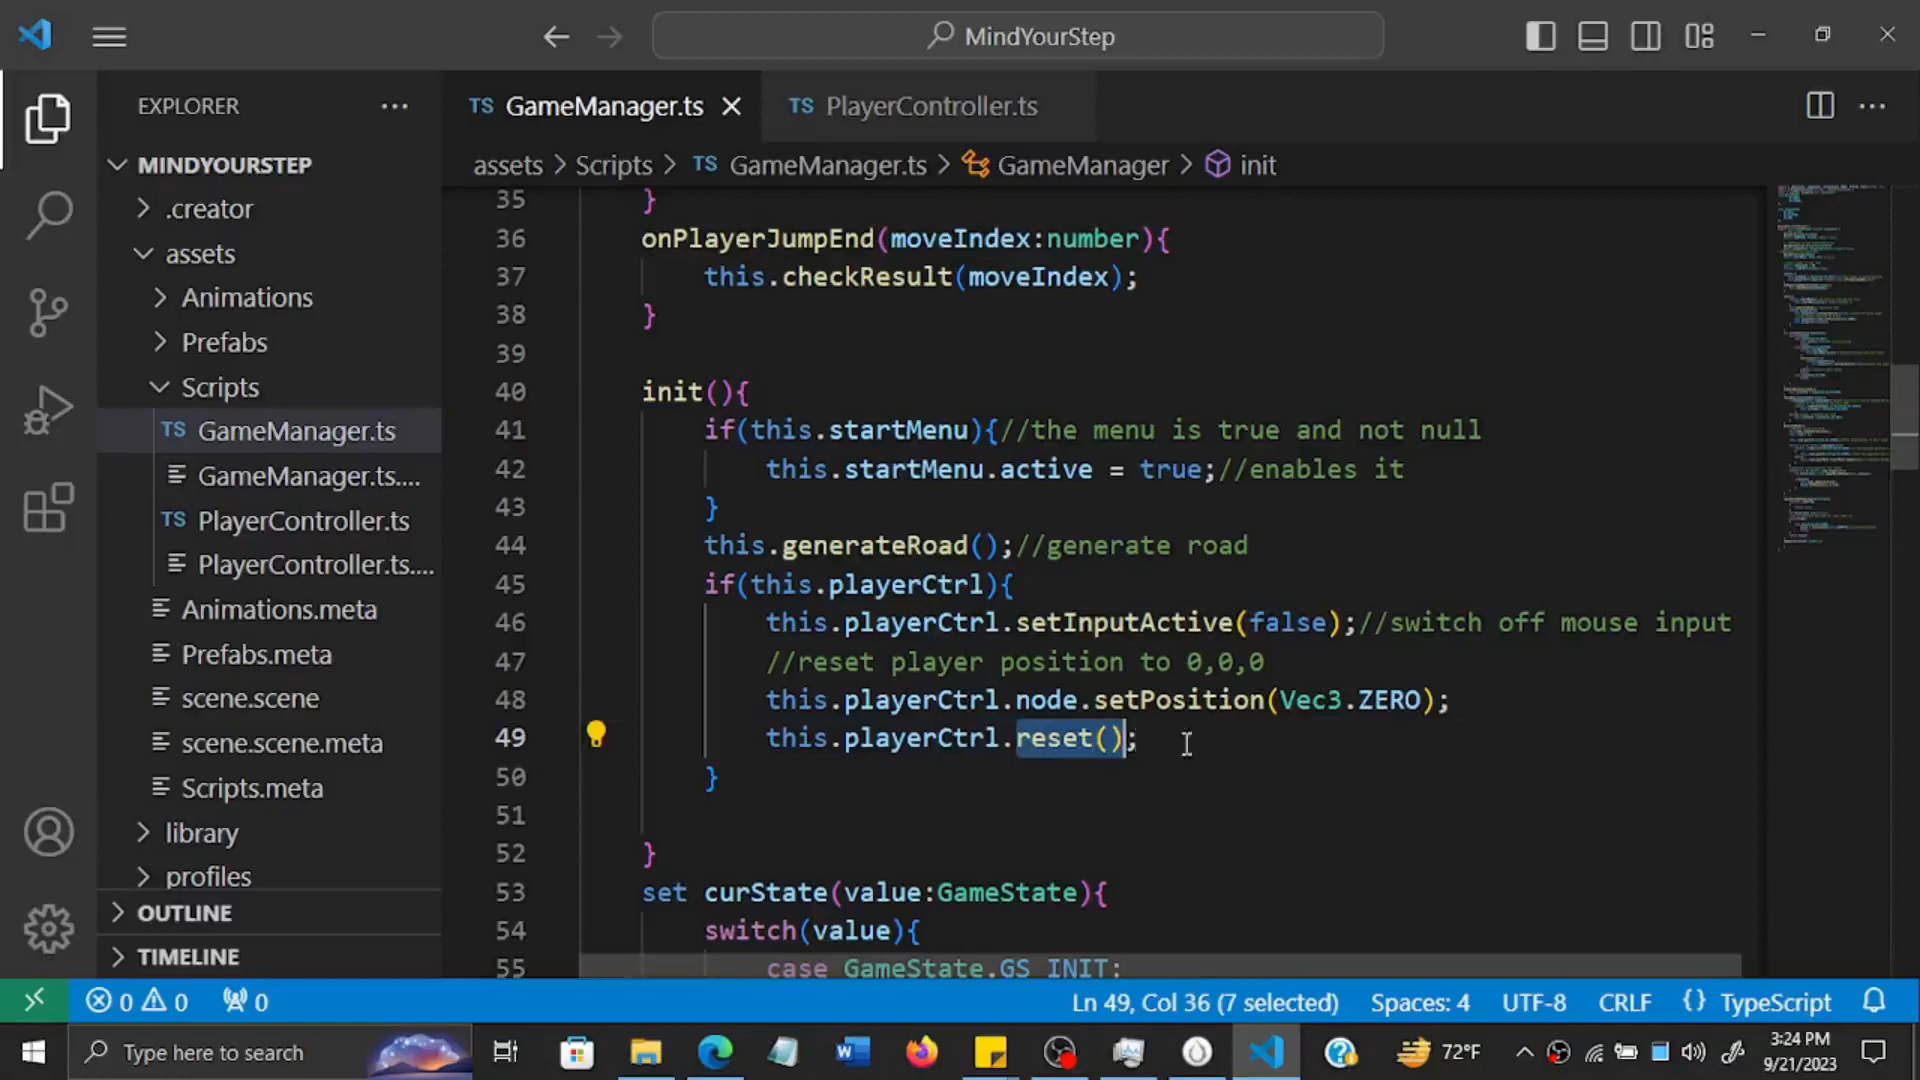 MindYourStep
EXPLORER
TS GameManager.ts
TS PlayerController.ts
MINDYOURSTEP
assets > Scripts > TS GameManager.ts > GameManager > init
.creator
assets
Animations
Prefabs
Scripts
TS GameManager.ts
GameManager.ts....
TS PlayerController.ts
PlayerController.ts....
Animations.meta
Prefabs.meta
scene.scene
scene.scene.meta
Scripts.meta
library
profiles
OUTLINE
TIMELINE
35 }
36 onPlayerJumpEnd(moveIndex:number){
37 this.checkResult(moveIndex);
38 }
39
40 init(){
41 if(this.startMenu){//the menu is true and not null
42 this.startMenu.active = true;//enables it
43 }
44 this.generateRoad();//generate road
45 if(this.playerCtrl){
46 this.playerCtrl.setInputActive(false);//switch off mouse input
47 //reset player position to 0,0,0
48 this.playerCtrl.node.setPosition(Vec3.ZERO);
49 this.playerCtrl.reset();
50 }
51
52 }
53 set curState(value:GameState){
54 switch(value){
55 case GameState.GS_INIT:
0 0 0
Ln 49, Col 36 (7 selected) Spaces: 4 UTF-8 CRLF {} TypeScript
Type here to search
72°F
3:24 PM
9/21/2023